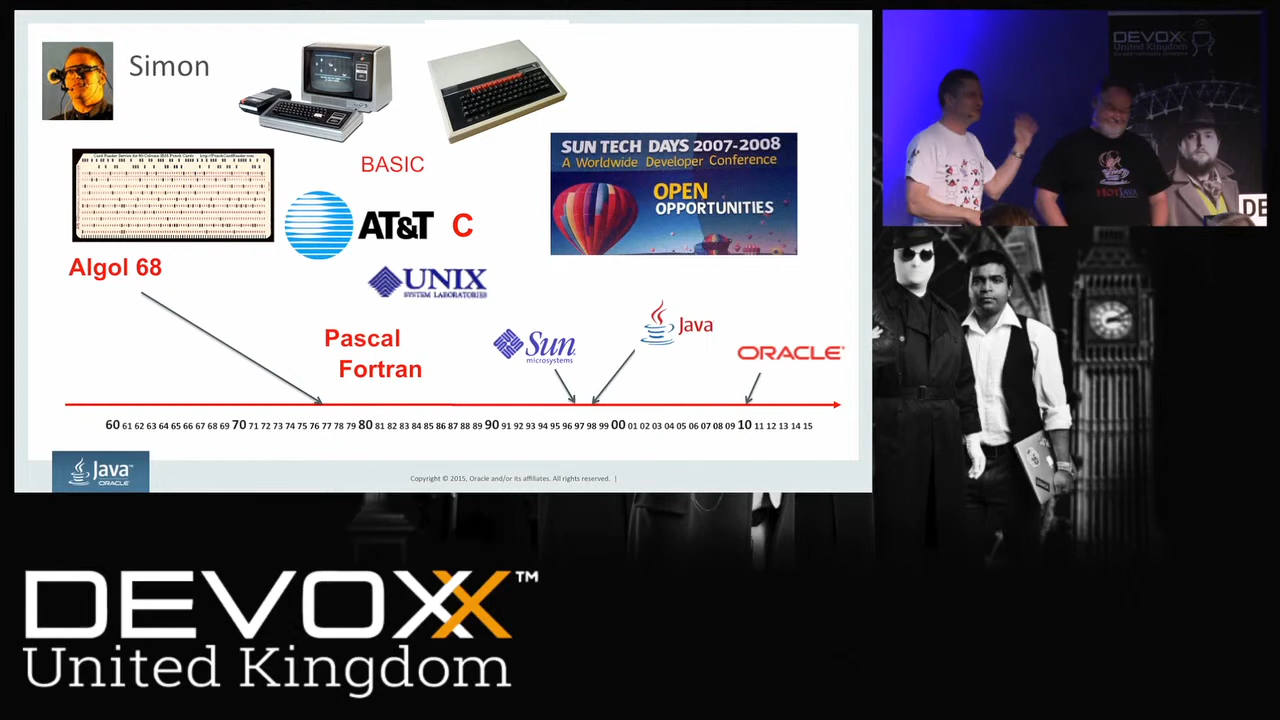 Simon
BASIC
SUN TECH DAYS 2007-2008
A Worldwide Developer Conference
OPEN
OPPORTUNITIES
AT&T C
Algol 68
UNIX
SYSTEM LABORATORIES
Pascal
Fortran
Sun
microsystems
Java
ORACLE
60 61 62 63 64 65 66 67 68 69 70 71 72 73 74 75 76 77 78 79 80 81 82 83 84 85 86 87 88 89 90 91 92 93 94 95 96 97 98 99 00 01 02 03 04 05 06 07 08 09 10 11 12 13 14 15
Java™
ORACLE
Copyright © 2015, Oracle and/or its affiliates. All rights reserved. |
DEVOXX
United Kingdom
HOTJAVA
DE
DEVOXX™
United Kingdom